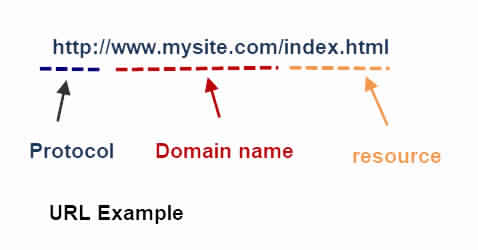 http://www.mysite.com/index.html
Protocol Domain name resource
URL Example